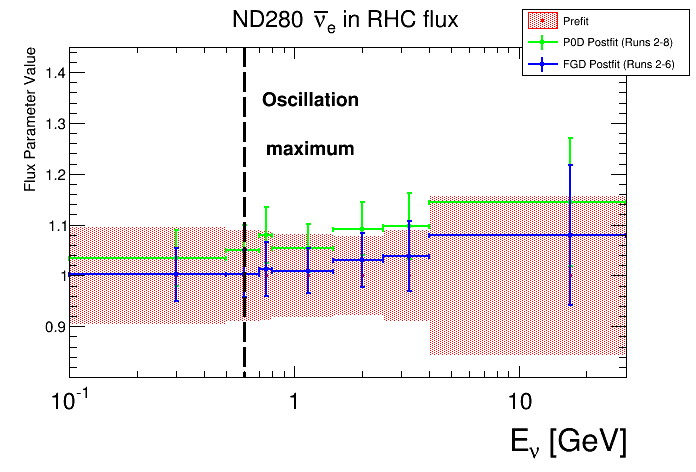 ND280 ν̅e in RHC flux
Prefit
P0D Postfit (Runs 2-8)
FGD Postfit (Runs 2-6)
Flux Parameter Value
1.4
1.3
1.2
1.1
1
0.9
Oscillation
maximum
10⁻¹
1
10
Eν [GeV]